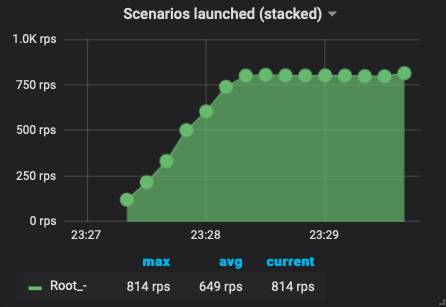 Scenarios launched (stacked)
1.0K rps
750 rps
500 rps
250 rps
0 rps
23:27 23:28 23:29
max avg current
Root_- 814 rps 649 rps 814 rps